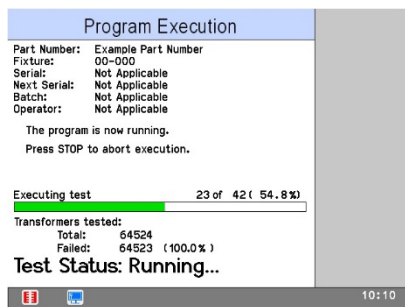 Program Execution
Part Number: Example Part Number
Fixture: 00-000
Serial: Not Applicable
Next Serial: Not Applicable
Batch: Not Applicable
Operator: Not Applicable
The program is now running.
Press STOP to abort execution.
Executing test 23 of 42 ( 54.8%)
Transformers tested:
Total: 64524
Failed: 64523 (100.0%)
Test Status: Running...
10:10